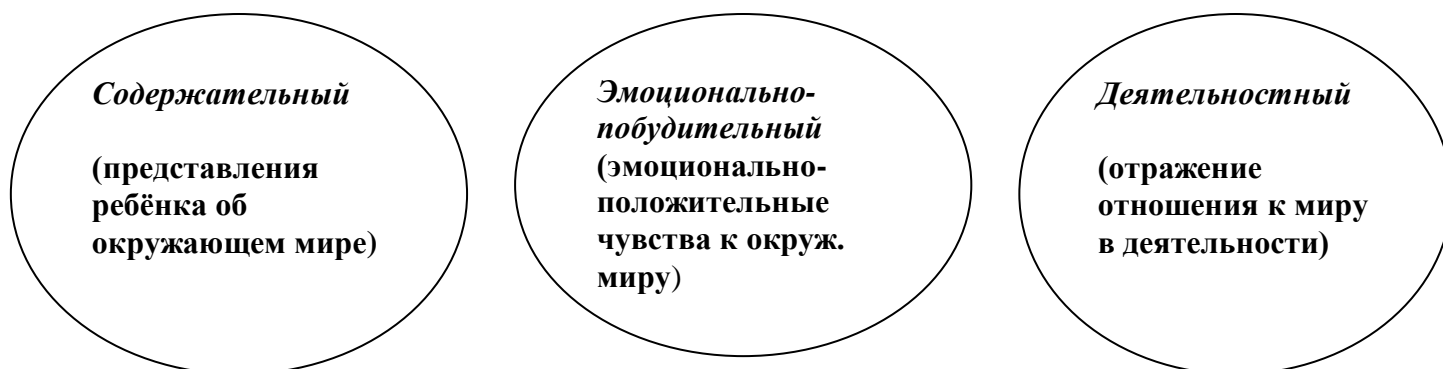 Содержательный
(представления
ребёнка об
окружающем мире)
Эмоционально-
побудительный
(эмоционально-
положительные
чувства к окруж.
миру)
Деятельностный
(отражение
отношения к миру
в деятельности)